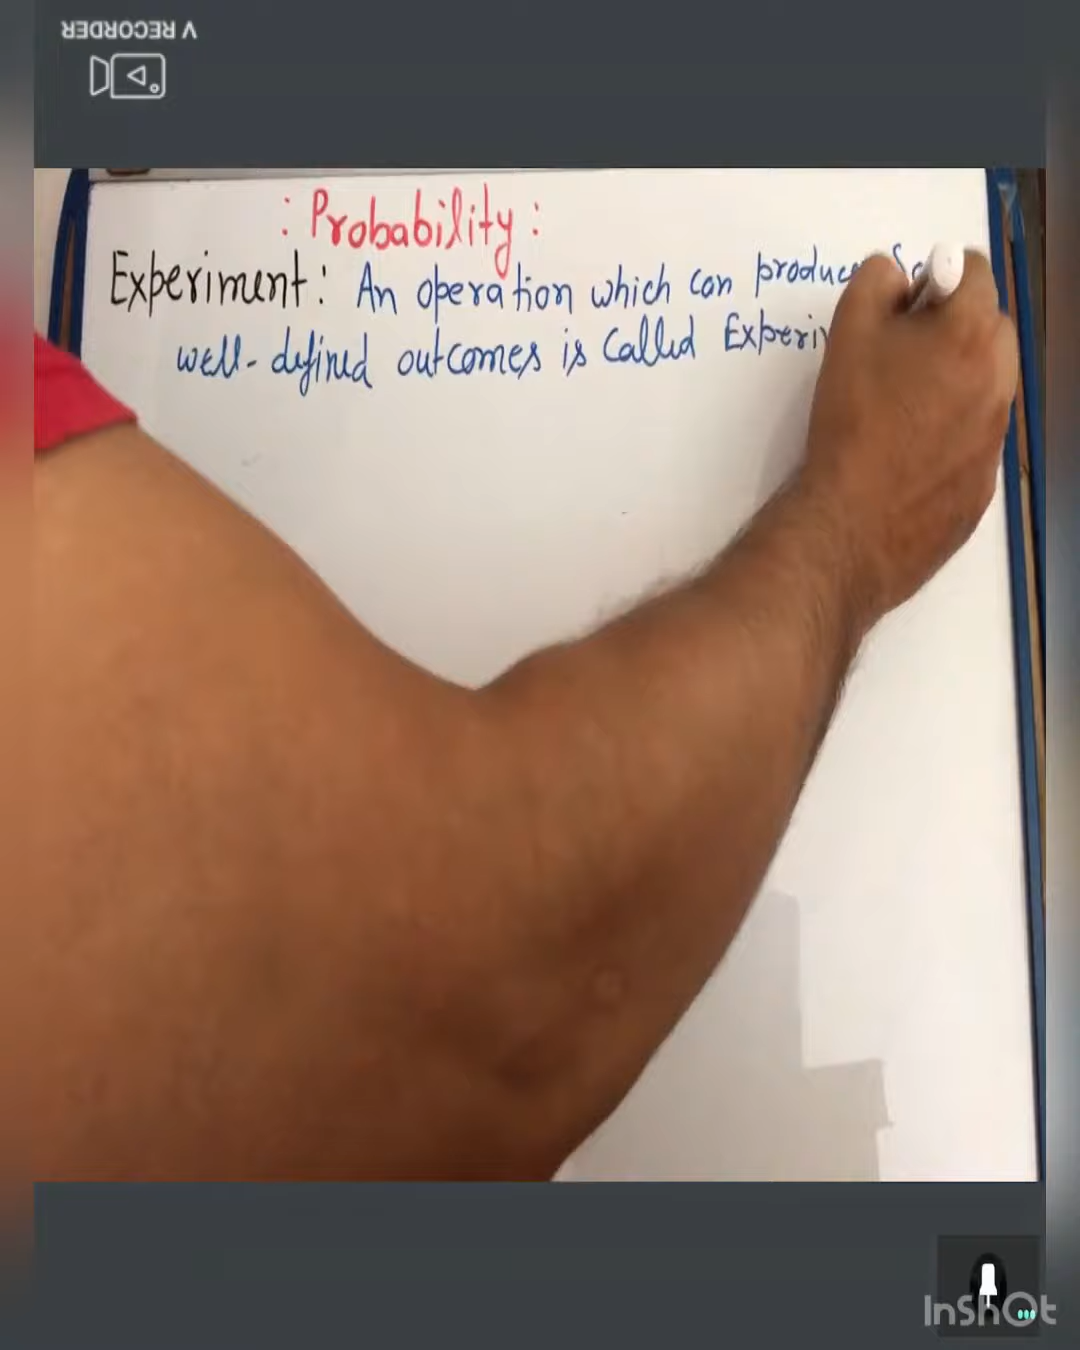 V RECORDER
: Probability :
Experiment: An operation which can produce
well-defined outcomes is called
InShOt